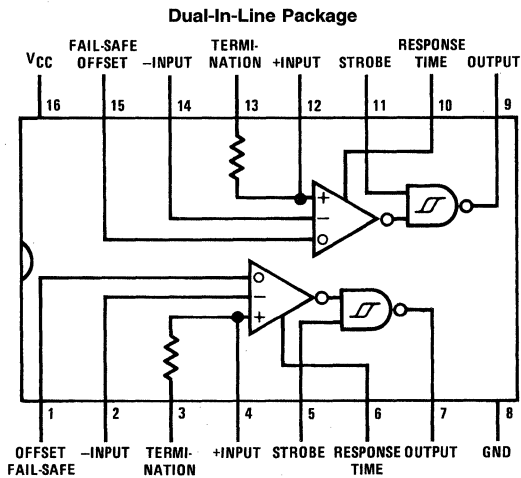 Dual-In-Line Package
VCC
FAIL-SAFE
OFFSET
–INPUT
TERMI-
NATION
+INPUT
STROBE
RESPONSE
TIME
OUTPUT
16
15
14
13
12
11
10
9
+
–
–
+
1
2
3
4
5
6
7
8
OFFSET
FAIL-SAFE
–INPUT
TERMI-
NATION
+INPUT
STROBE
RESPONSE
TIME
OUTPUT
GND